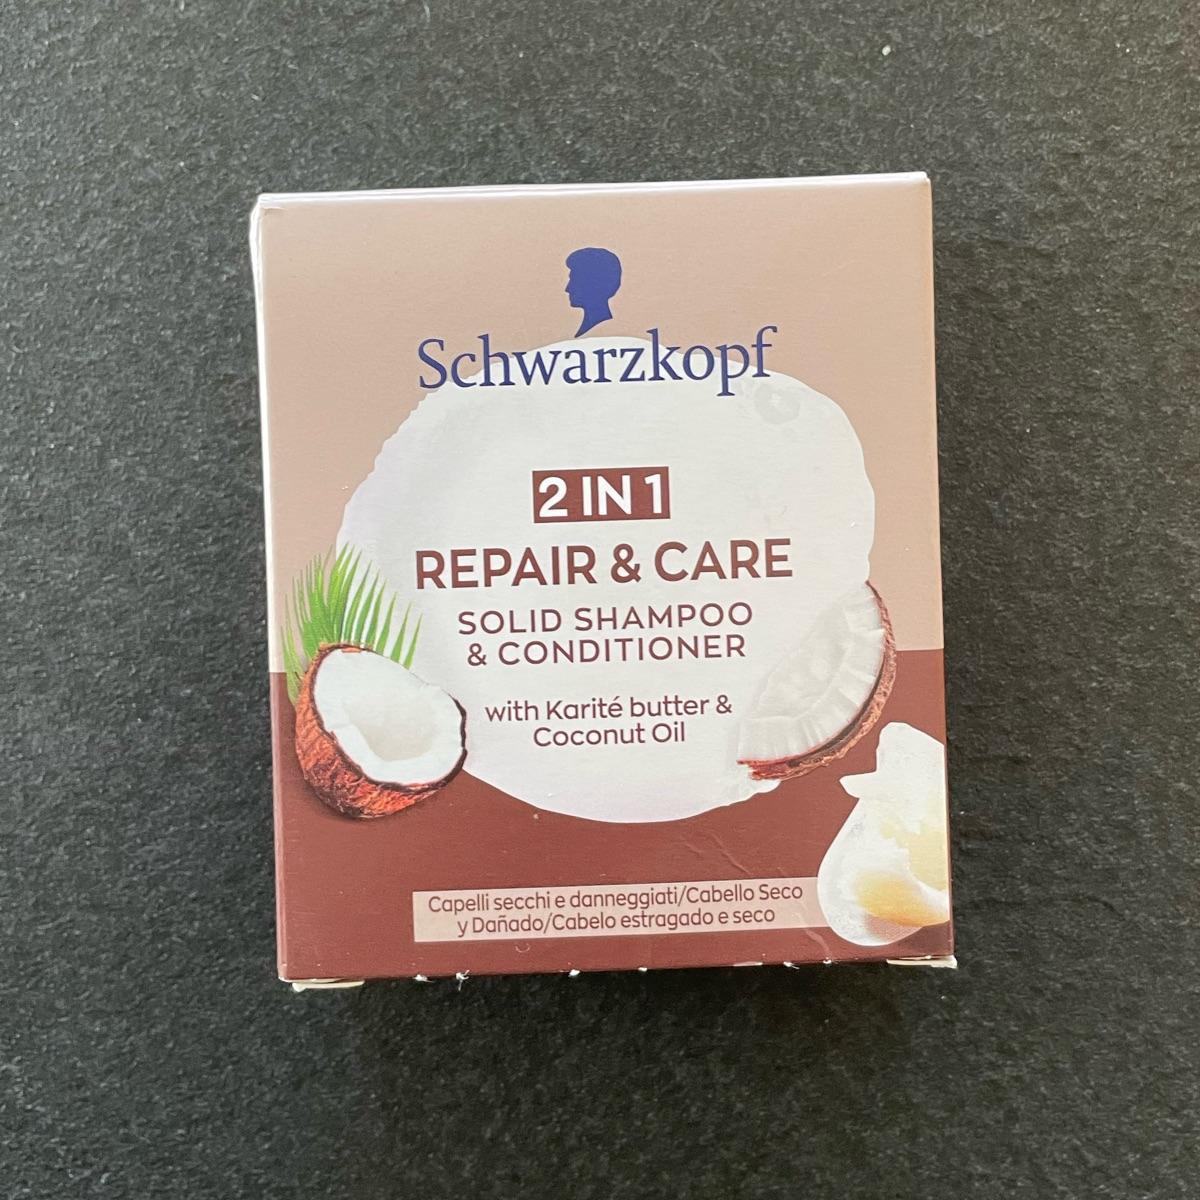 Schwarzkopf
2 IN 1
REPAIR & CARE
SOLID SHAMPOO
& CONDITIONER
with Karité butter &
Coconut Oil
Capelli secchi e danneggiati/Cabello Seco
y Dañado/Cabelo estragado e seco